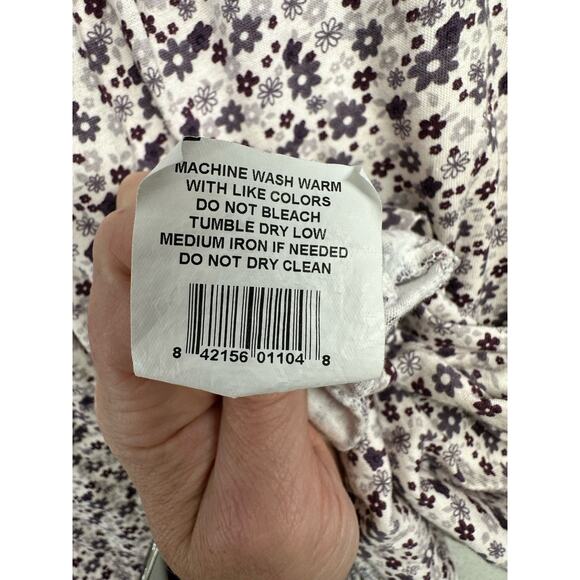 MACHINE WASH WARM
WITH LIKE COLORS
DO NOT BLEACH
TUMBLE DRY LOW
MEDIUM IRON IF NEEDED
DO NOT DRY CLEAN
8 42156 01104 8